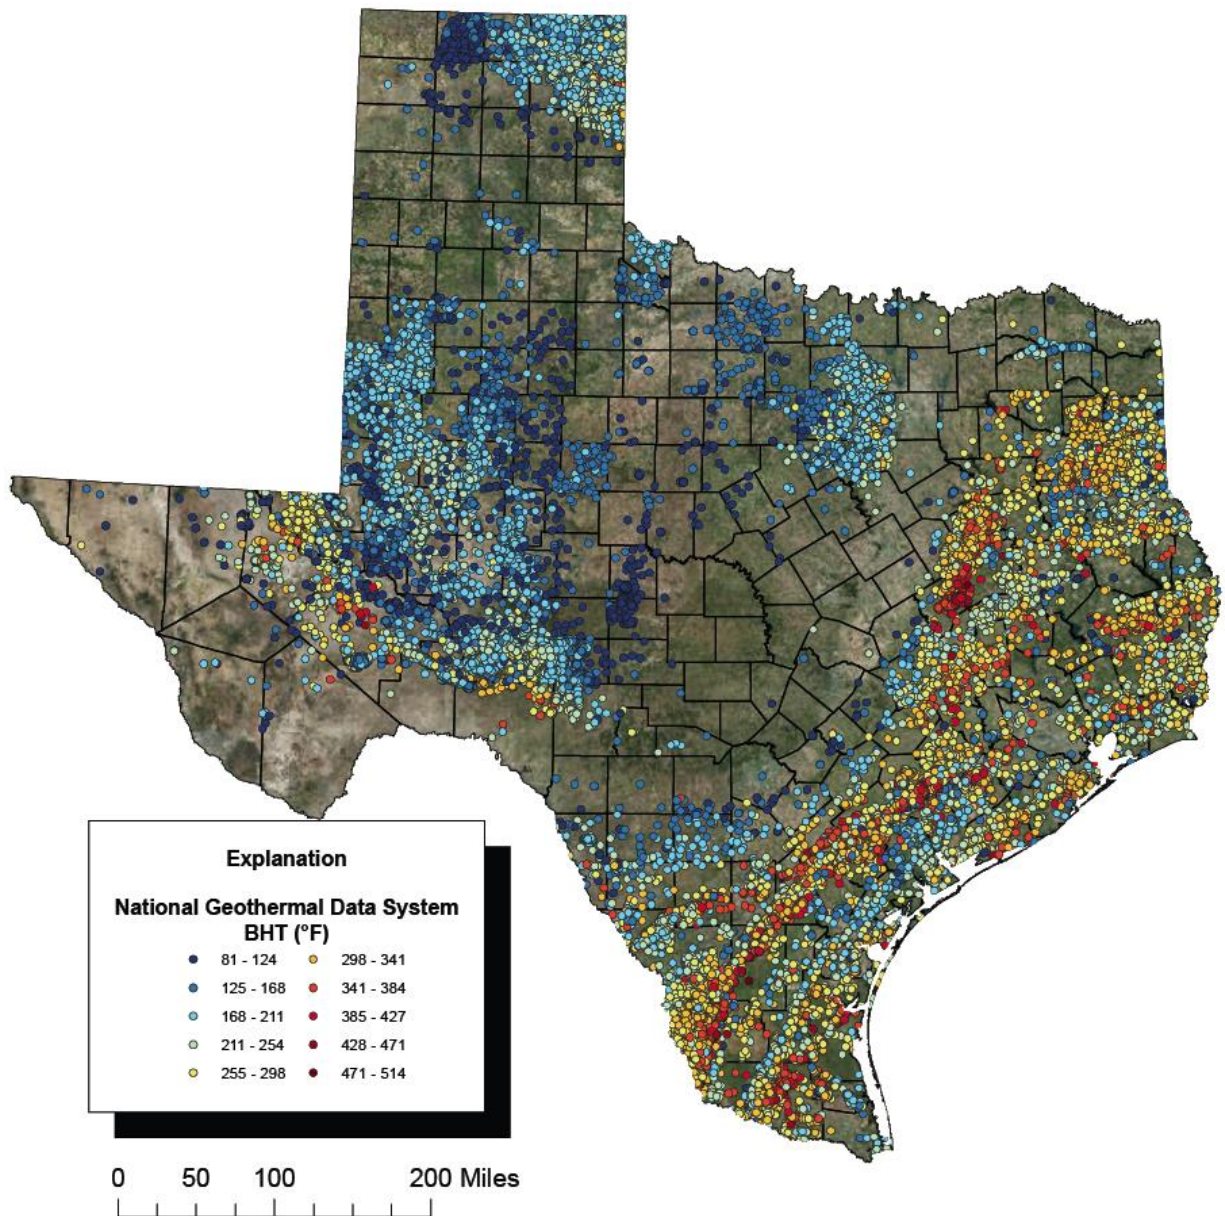 Explanation
National Geothermal Data System
BHT (°F)
81 - 124
298 - 341
125 - 168
341 - 384
168 - 211
385 - 427
211 - 254
428 - 471
255 - 298
471 - 514
0 50 100 200 Miles